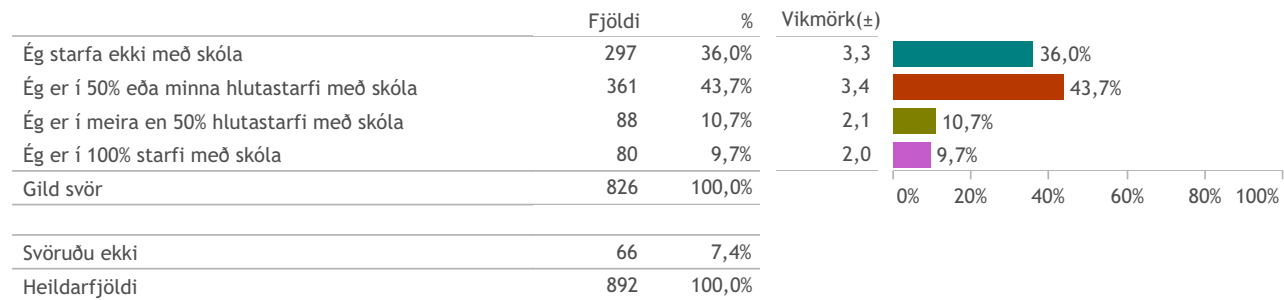 Fjöldi % Vikmörk(±)
Ég starfa ekki með skóla 297 36,0% 3,3 36,0%
Ég er í 50% eða minna hlutastarfi með skóla 361 43,7% 3,4 43,7%
Ég er í meira en 50% hlutastarfi með skóla 88 10,7% 2,1 10,7%
Ég er í 100% starfi með skóla 80 9,7% 2,0 9,7%
Gild svör 826 100,0%
0% 20% 40% 60% 80% 100%
Svöruðu ekki 66 7,4%
Heildarfjöldi 892 100,0%